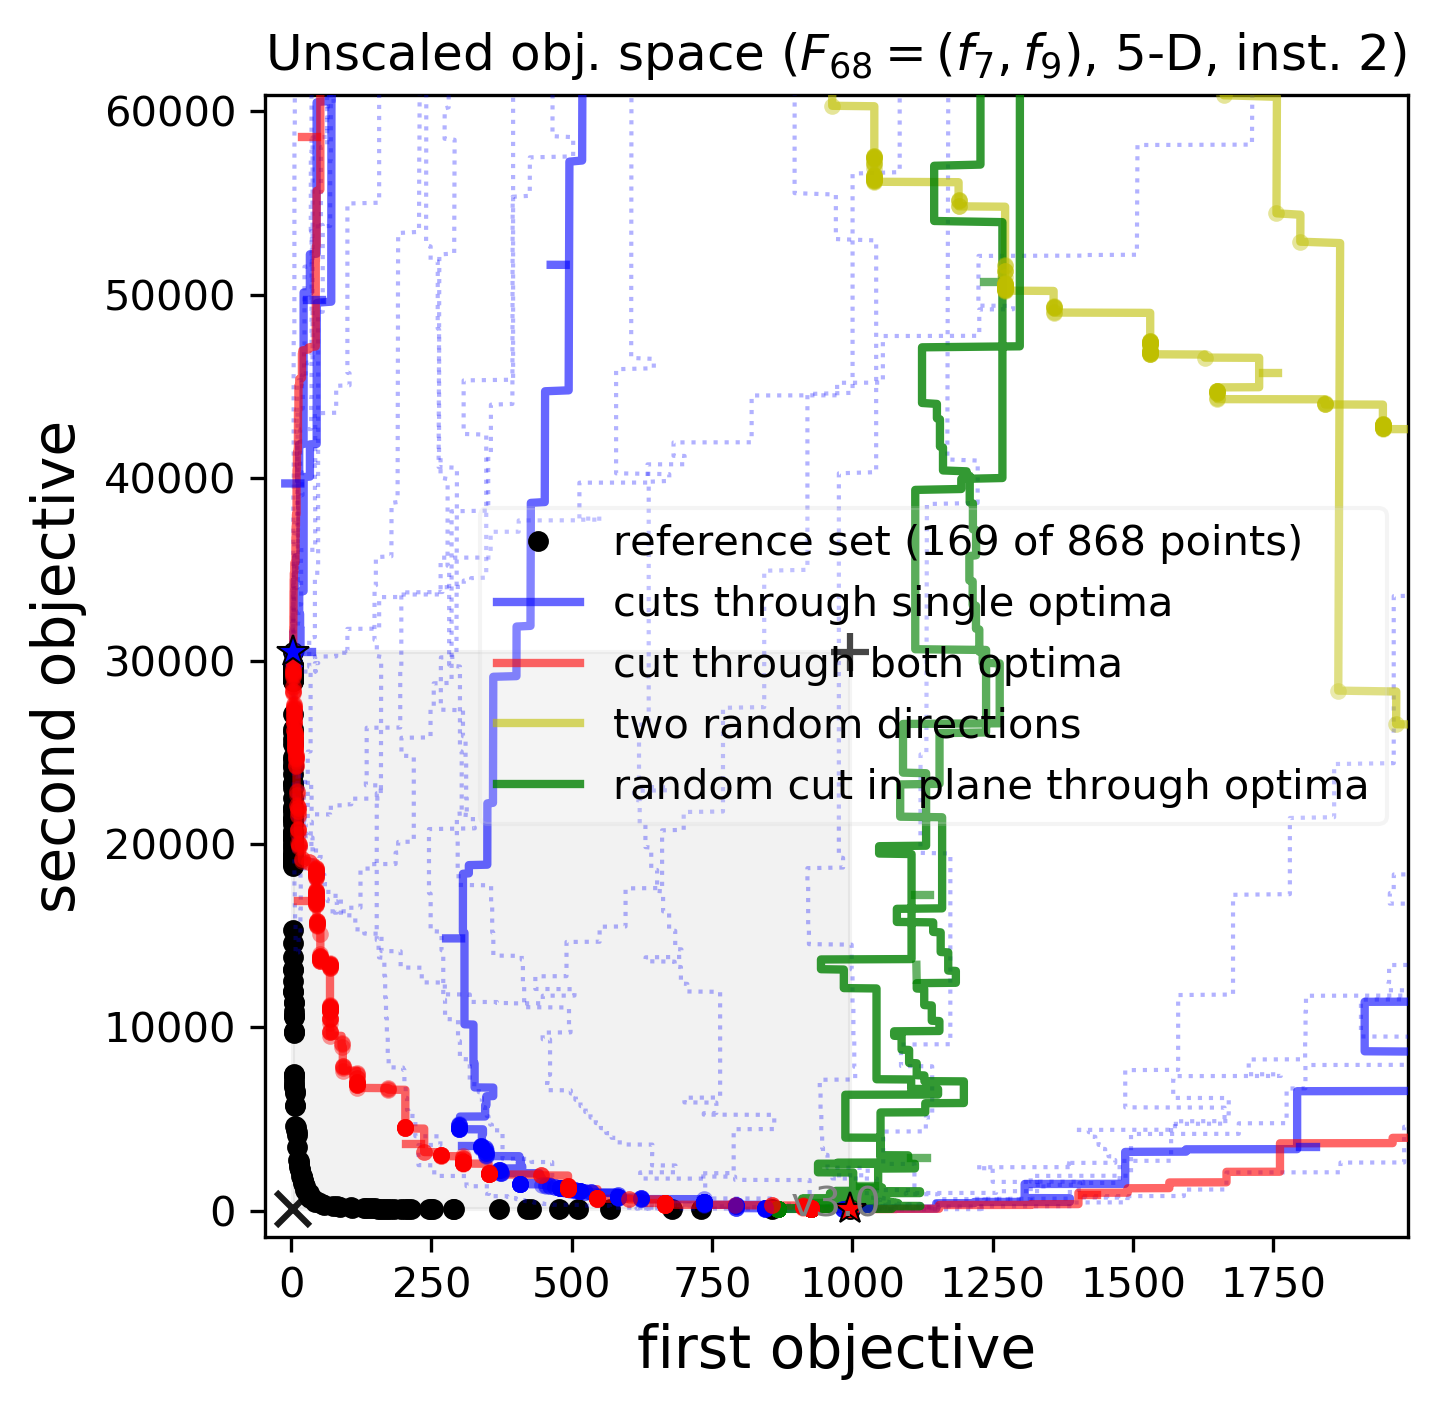 Unscaled obj. space (F₆₈ = (f₇, f₉), 5-D, inst. 2)
60000
50000
40000
30000
20000
10000
0
second objective
reference set (169 of 868 points)
cuts through single optima
cut through both optima
two random directions
random cut in plane through optima
v3.0
0
250
500
750
1000
1250
1500
1750
first objective